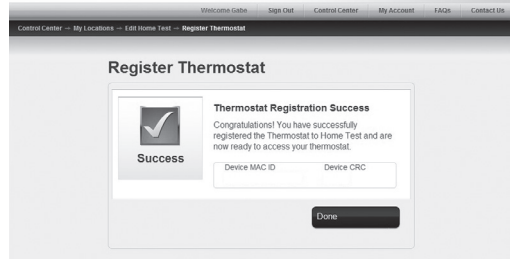 Welcome Gabe Sign Out Control Center My Account FAQs Contact Us
Control Center → My Locations → Edit Home Test → Register Thermostat
Register Thermostat
Success
Thermostat Registration Success
Congratulations! You have successfully
registered the Thermostat to Home Test and are
now ready to access your thermostat.
Device MAC ID Device CRC
Done